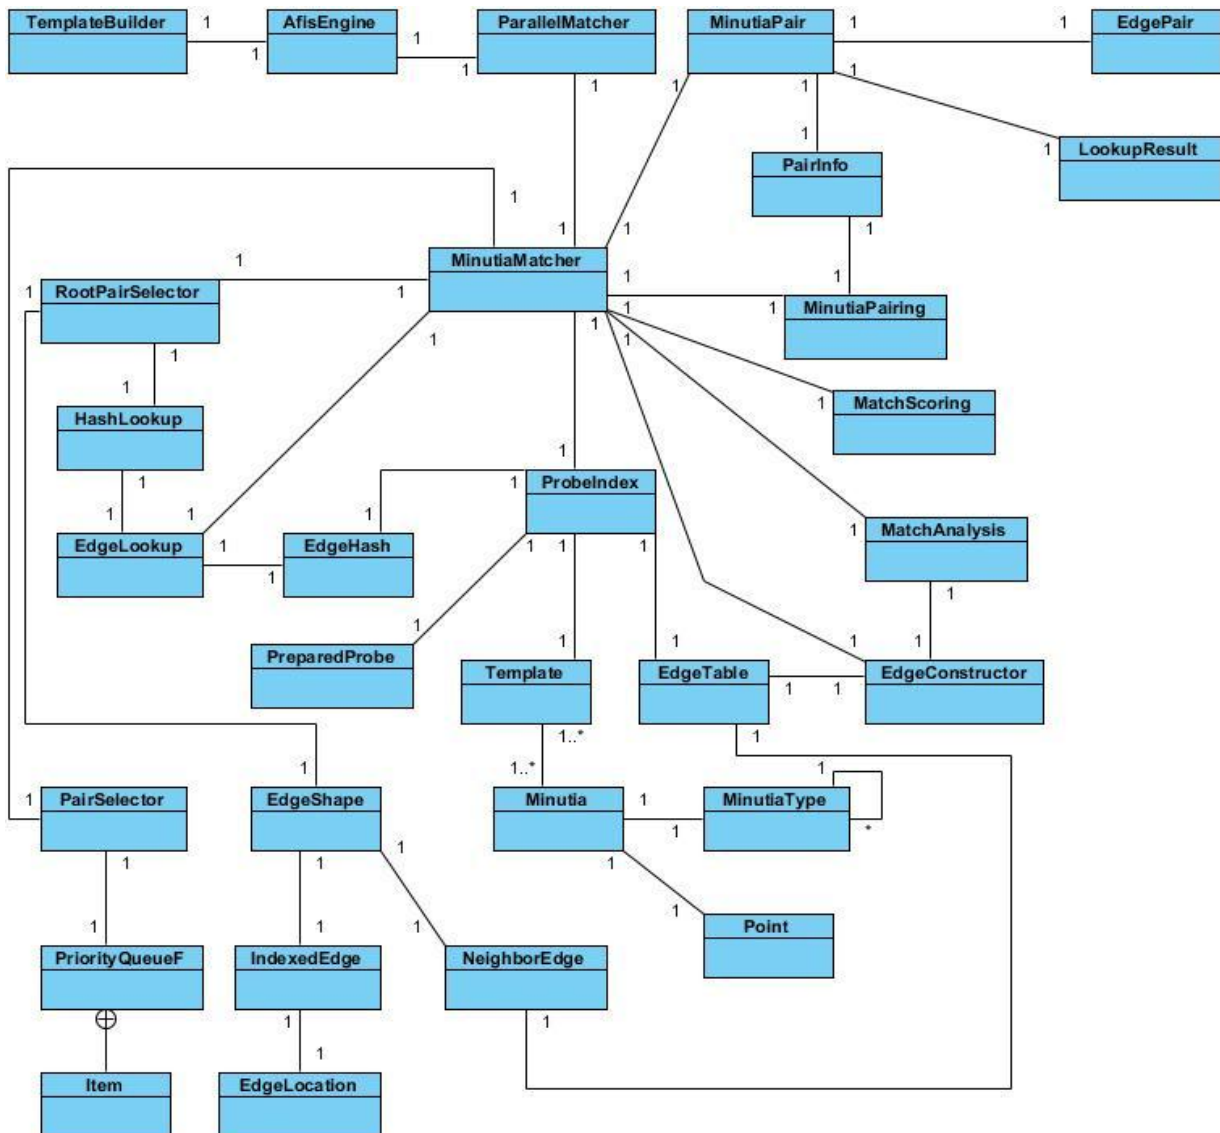 TemplateBuilder 1 AfisEngine ParallelMatcher MinutiaPair 1 1 EdgePair
1 1 1
1 1 1 1 1
1 LookupResult
1 PairInfo
1
1
1 1 1
MinutiaMatcher 1 1
1 1
1 RootPairSelector 1 1 1 MinutiaPairing
1 1
1 1
1
1 MatchScoring
HashLookup
1 ProbeIndex
1 1
1 1 1 MatchAnalysis
EdgeLookup 1 EdgeHash 1 1 1
1
1
1 1 1 1 1
PreparedProbe Template EdgeTable 1 1 EdgeConstructor
1..* 1
1 1..* 1
1 PairSelector EdgeShape Minutia 1 MinutiaType
1 *
1 1 1 1
1 1 1 1
Point
PriorityQueueF IndexedEdge NeighborEdge
1 1
1
Item EdgeLocation